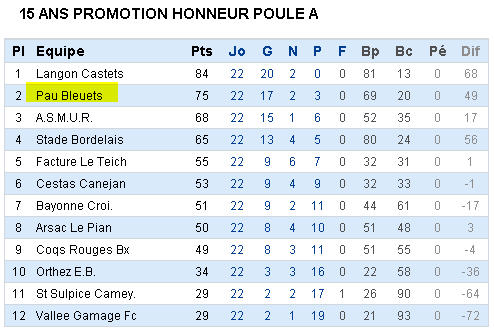 15 ANS PROMOTION HONNEUR POULE A
Pl Equipe Pts Jo G N P F Bp Bc Pé Dif
1 Langon Castets 84 22 20 2 0 0 81 13 0 68
2 Pau Bleuets 75 22 17 2 3 0 69 20 0 49
3 A.S.M.U.R. 68 22 15 1 6 0 52 35 0 17
4 Stade Bordelais 65 22 13 4 5 0 80 24 0 56
5 Facture Le Teich 55 22 9 6 7 0 32 31 0 1
6 Cestas Canejan 53 22 9 4 9 0 32 33 0 -1
7 Bayonne Croi. 51 22 9 2 11 0 44 61 0 -17
8 Arsac Le Pian 50 22 8 4 10 0 51 48 0 3
9 Coqs Rouges Bx 49 22 8 3 11 0 51 55 0 -4
10 Orthez E.B. 34 22 3 3 16 0 22 58 0 -36
11 St Sulpice Camey. 29 22 2 2 17 1 26 90 0 -64
12 Vallee Gamage Fc 29 22 2 1 19 0 21 93 0 -72